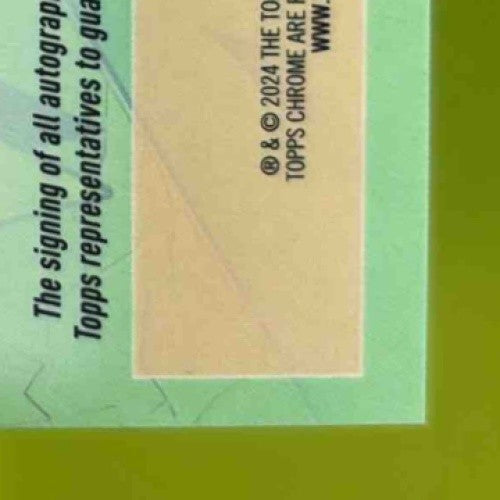 The signing of all autograp
Topps representatives to gua
® & © 2024 THE TO
TOPPS CHROME ARE
WWW.